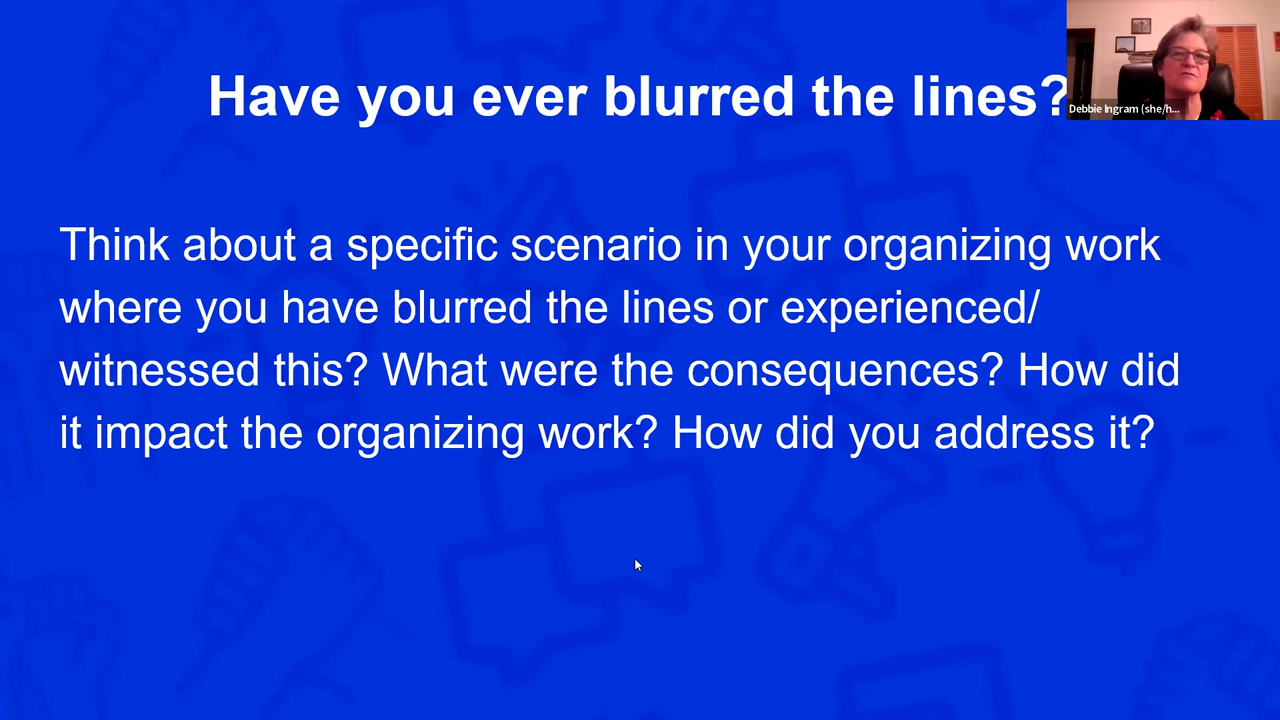 Have you ever blurred the lines?
Debbie Ingram (she/h...
Think about a specific scenario in your organizing work
where you have blurred the lines or experienced/
witnessed this? What were the consequences? How did
it impact the organizing work? How did you address it?